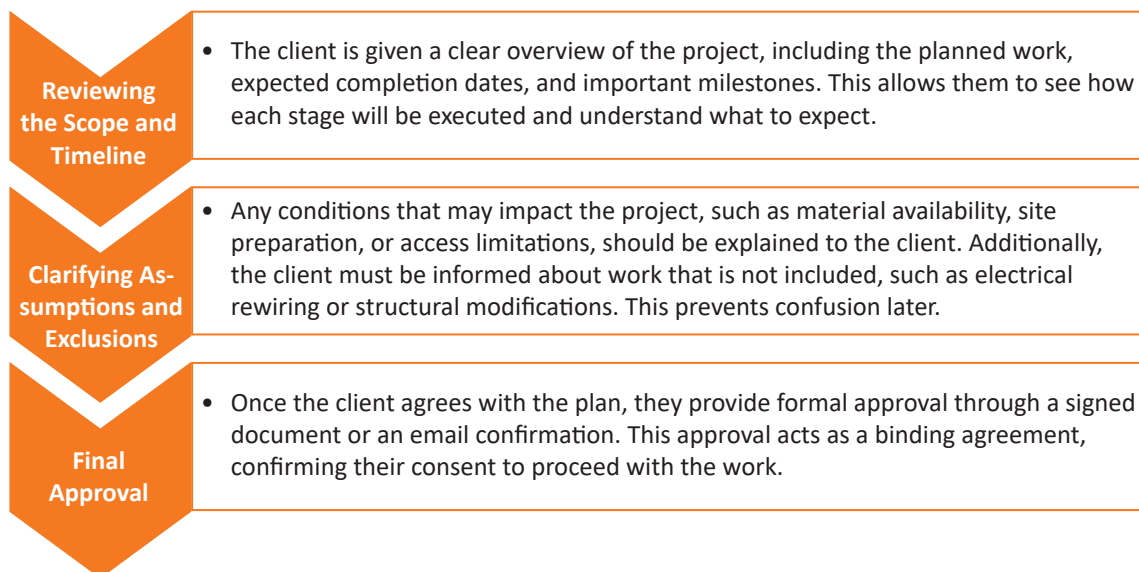 Reviewing
the Scope and
Timeline
• The client is given a clear overview of the project, including the planned work,
expected completion dates, and important milestones. This allows them to see how
each stage will be executed and understand what to expect.
Clarifying As-
sumptions and
Exclusions
• Any conditions that may impact the project, such as material availability, site
preparation, or access limitations, should be explained to the client. Additionally,
the client must be informed about work that is not included, such as electrical
rewiring or structural modifications. This prevents confusion later.
Final
Approval
• Once the client agrees with the plan, they provide formal approval through a signed
document or an email confirmation. This approval acts as a binding agreement,
confirming their consent to proceed with the work.